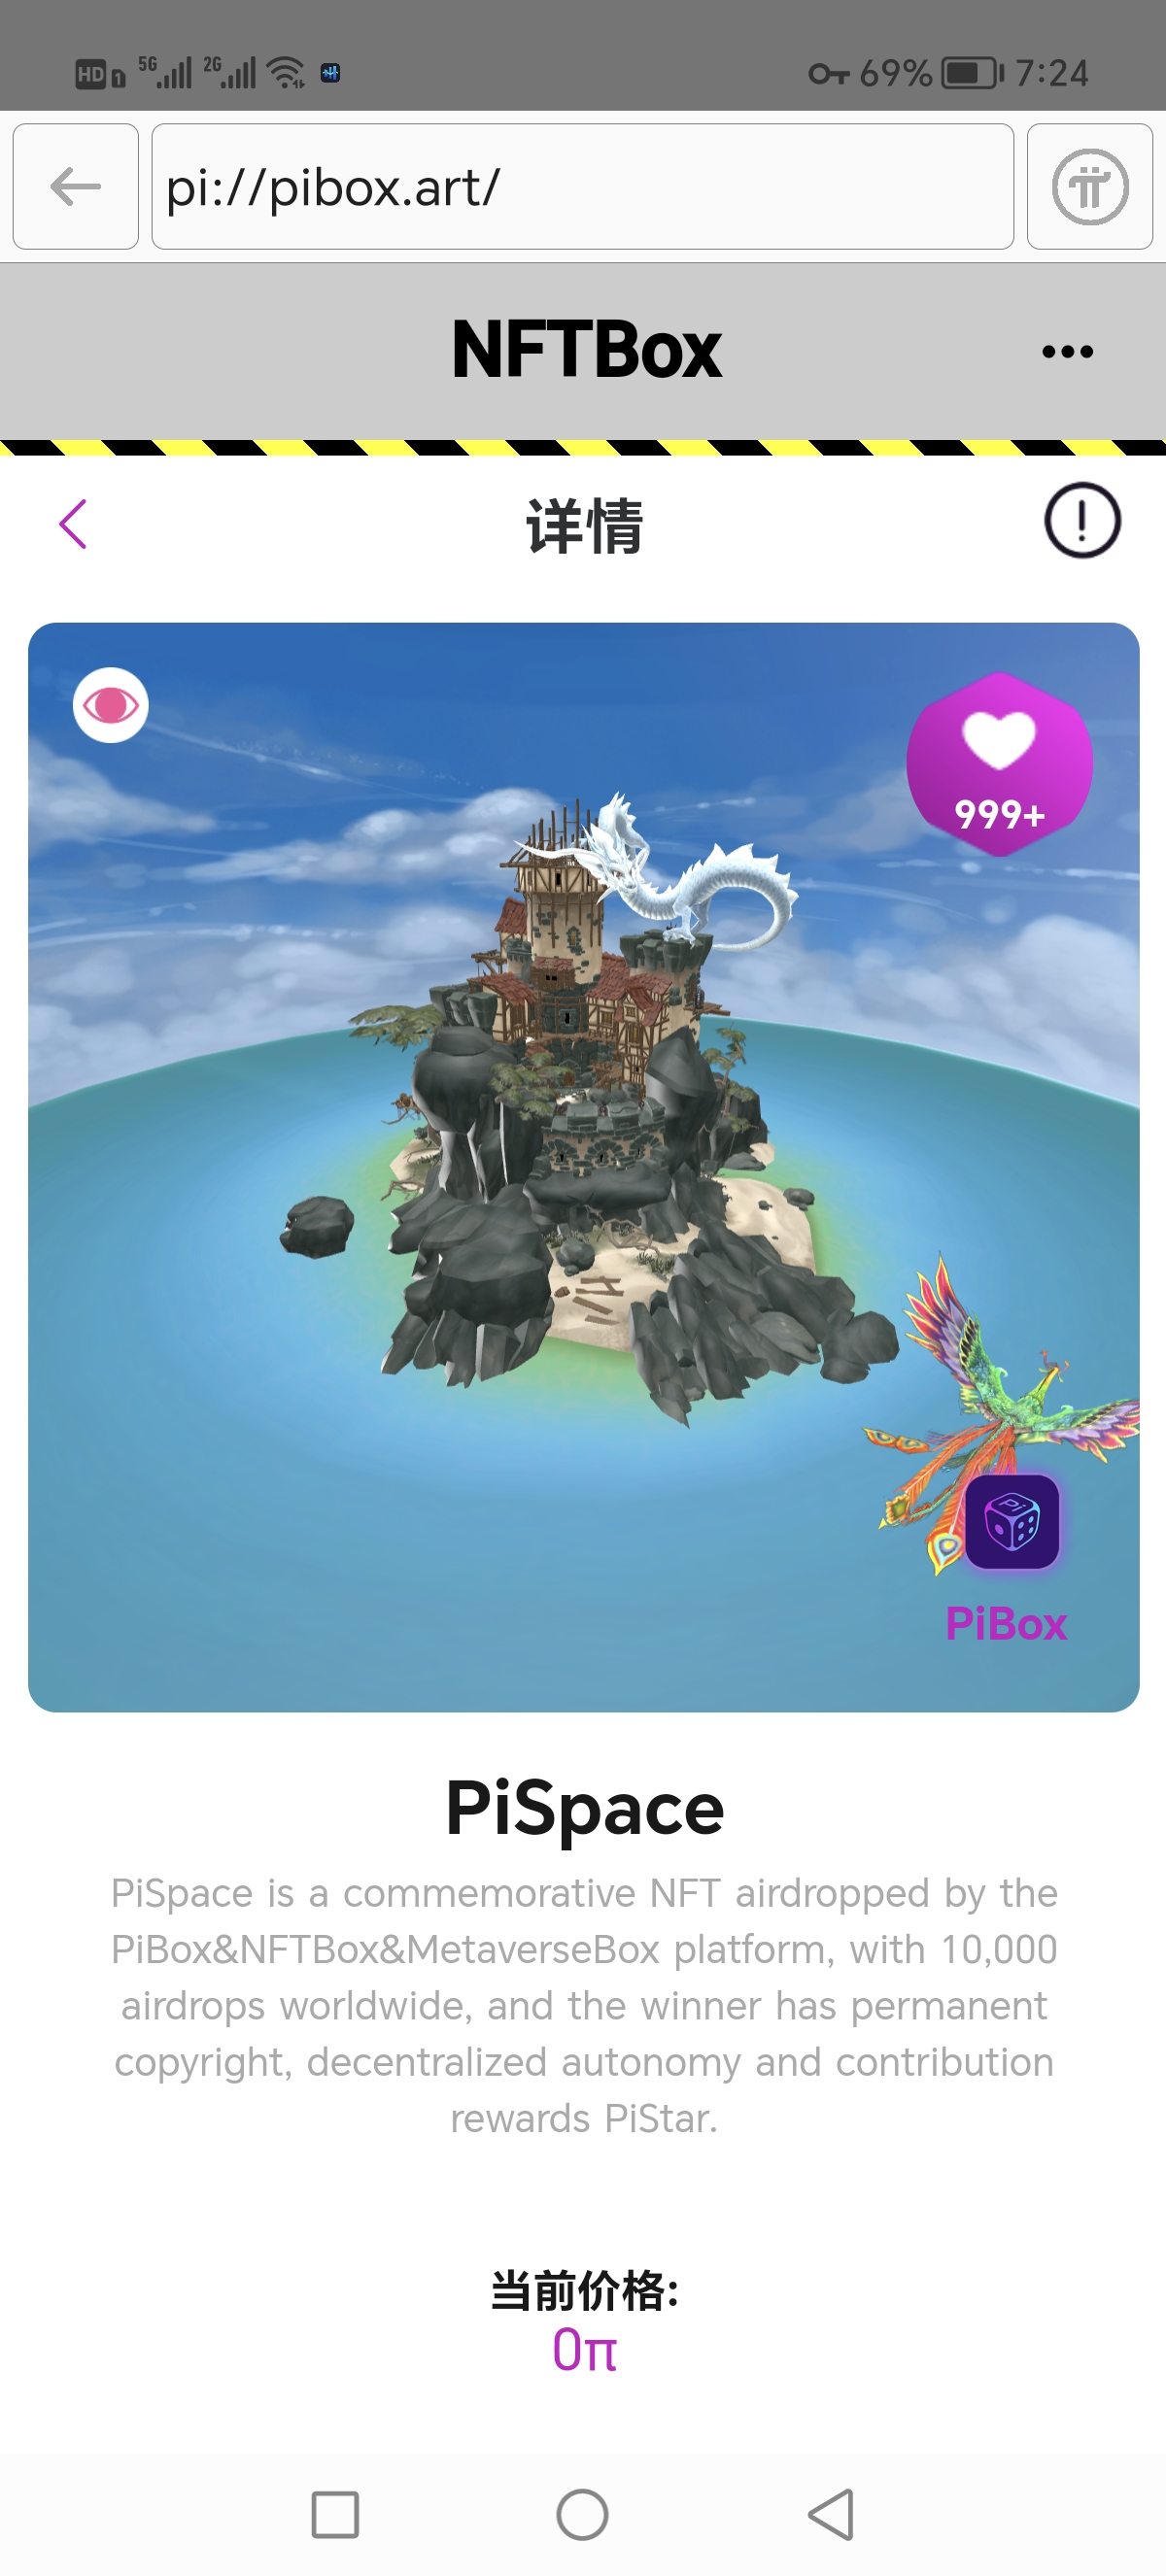 HD 1 5G 2G 69% 7:24
pi://pibox.art/
NFTBox
详情
999+
Pi
PiBox
PiSpace
PiSpace is a commemorative NFT airdropped by the
PiBox&NFTBox&MetaverseBox platform, with 10,000
airdrops worldwide, and the winner has permanent
copyright, decentralized autonomy and contribution
rewards PiStar.
当前价格:
0π